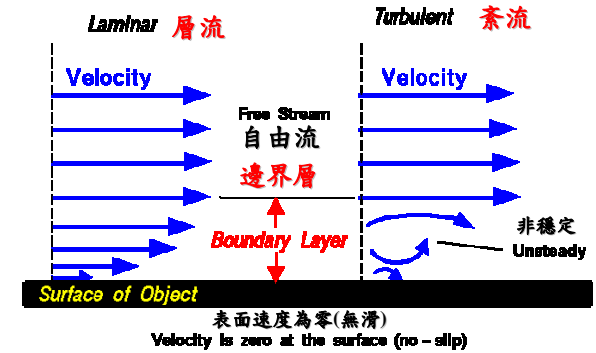 Laminar 層流
Turbulent 紊流
Velocity
Velocity
Free Stream
自由流
邊界層
Boundary Layer
非穩定
Unsteady
Surface of Object
表面速度為零(無滑)
Velocity is zero at the surface (no-slip)